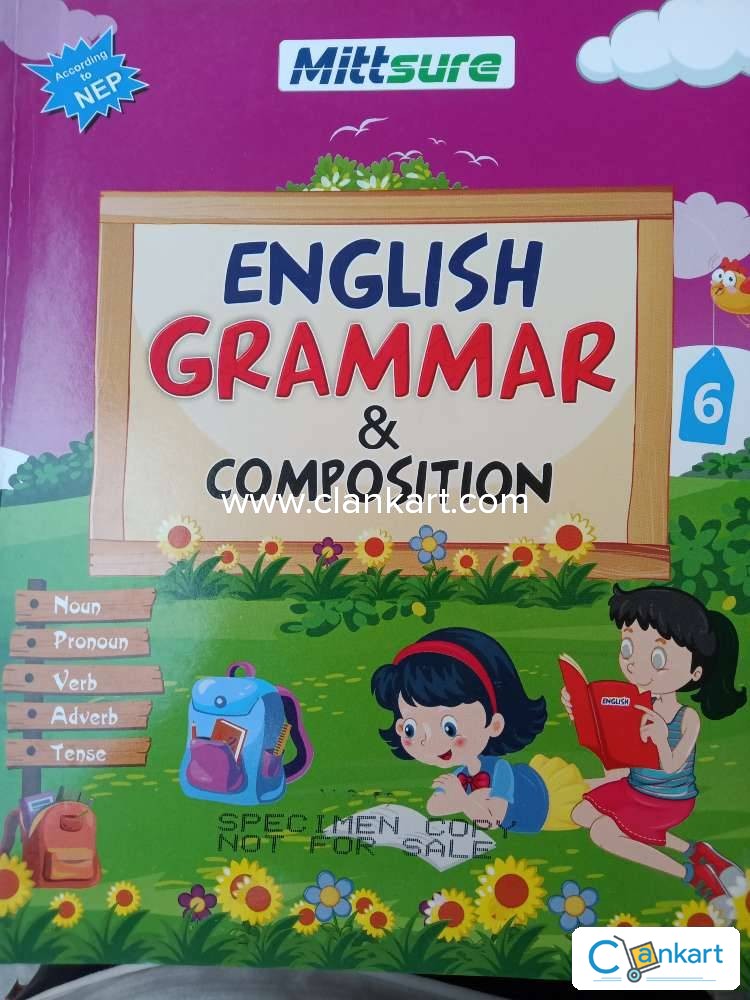 According
to
NEP
Mittsure
ENGLISH
GRAMMAR
&
COMPOSITION
www.clankart.com
6
Noun
Pronoun
Verb
Adverb
Tense
ENGLISH
SPECIMEN COPY
NOT FOR SALE
Clankart